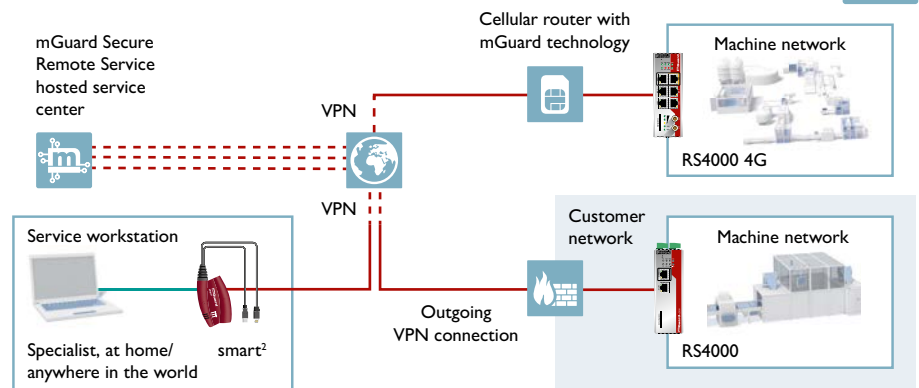 mGuard Secure
Remote Service
hosted service
center
VPN
Cellular router with
mGuard technology
Machine network
RS4000 4G
VPN
Service workstation
Specialist, at home/
anywhere in the world
smart²
Outgoing
VPN connection
Customer
network
Machine network
RS4000